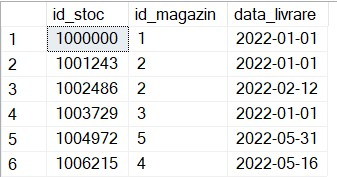 id_stoc id_magazin data_livrare
1 1000000 1 2022-01-01
2 1001243 2 2022-01-01
3 1002486 2 2022-02-12
4 1003729 3 2022-01-01
5 1004972 5 2022-05-31
6 1006215 4 2022-05-16